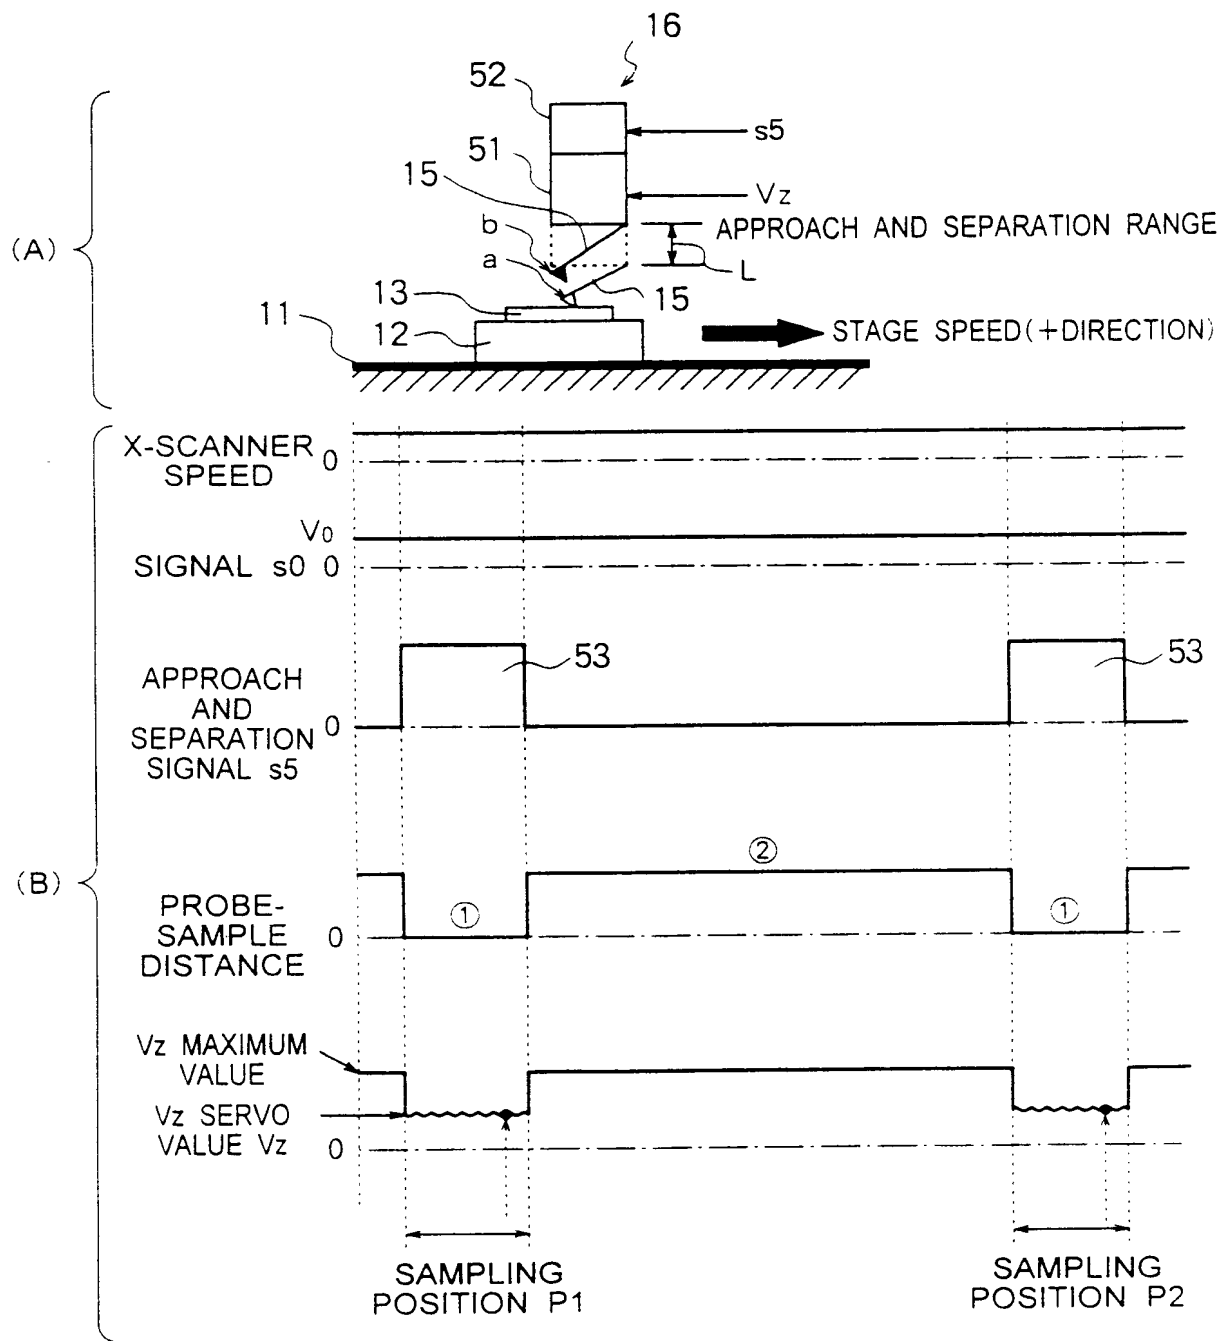 16
52
s5
51
15
Vz
b
APPROACH AND SEPARATION RANGE
(A)
a
L
13
15
11
12
STAGE SPEED(+DIRECTION)
X-SCANNER
SPEED
0
V0
SIGNAL s0 0
53
53
APPROACH
AND
SEPARATION
SIGNAL s5
0
②
(B)
①
①
PROBE-
SAMPLE
DISTANCE
0
Vz MAXIMUM
VALUE
Vz SERVO
VALUE Vz
0
SAMPLING
POSITION P1
SAMPLING
POSITION P2